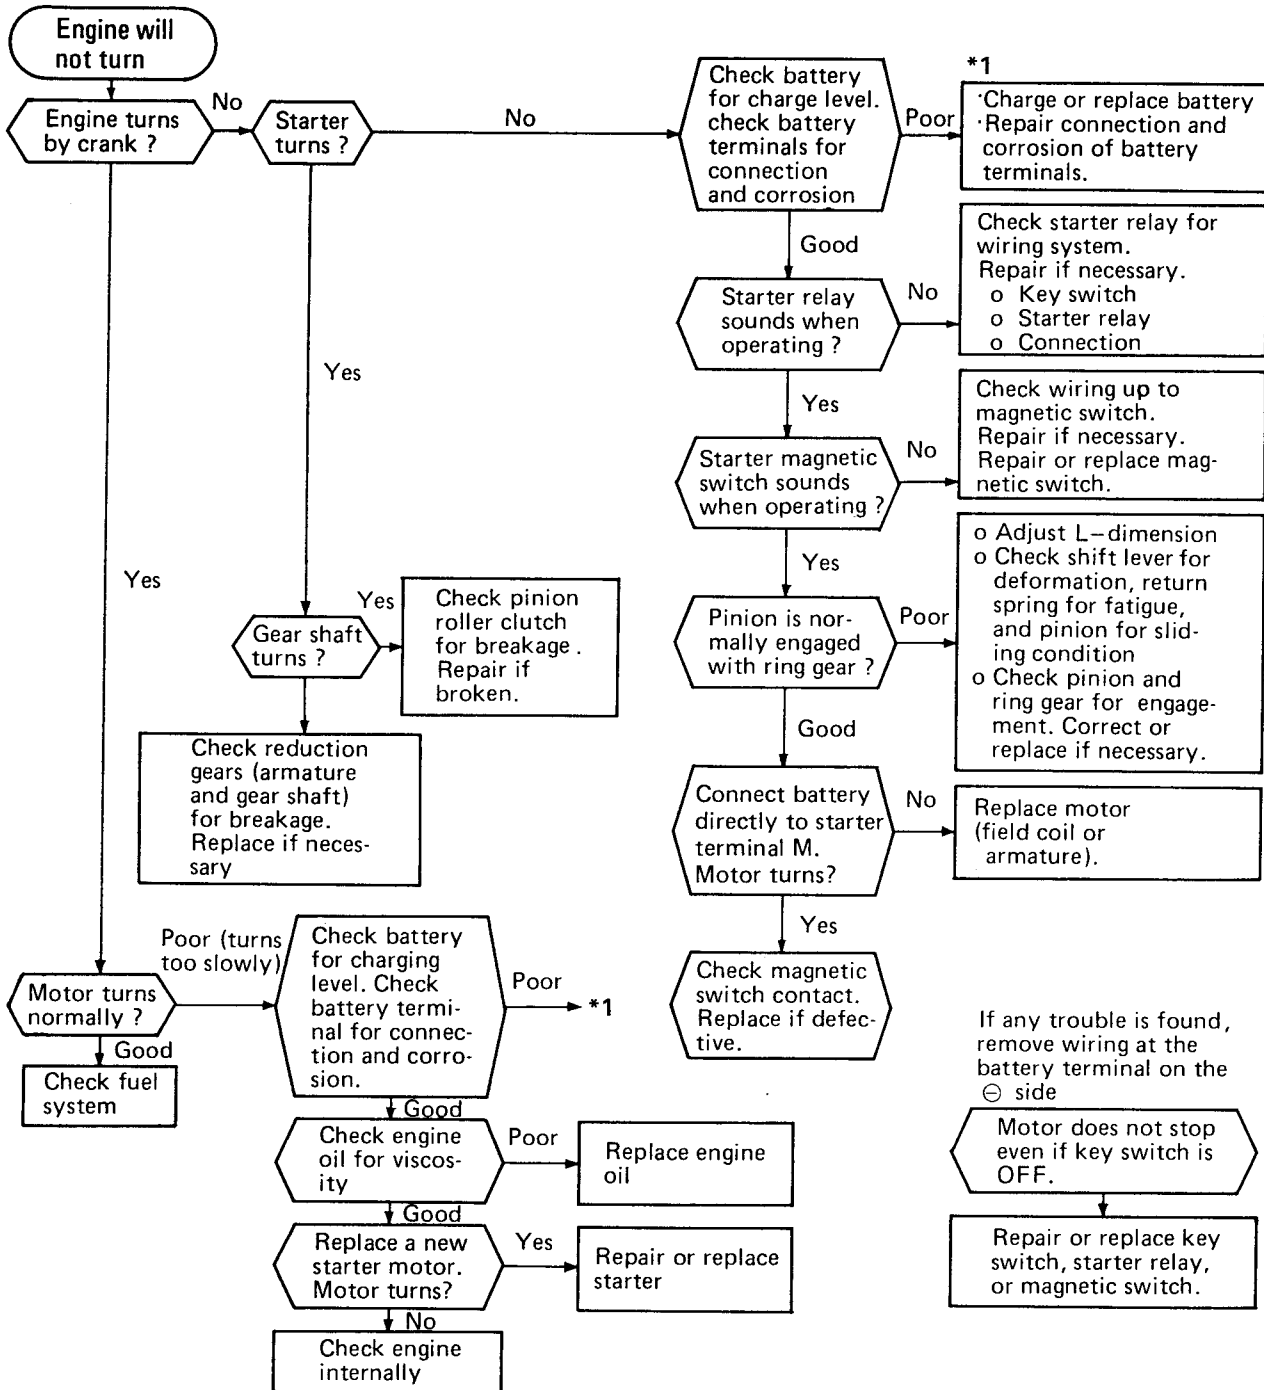 Engine will
not turn
Engine turns
by crank ?
No
Starter
turns ?
No
Check battery
for charge level.
check battery
terminals for
connection
and corrosion
Poor
*1
·Charge or replace battery
·Repair connection and
corrosion of battery
terminals.
Good
Starter relay
sounds when
operating ?
No
Check starter relay for
wiring system.
Repair if necessary.
o Key switch
o Starter relay
o Connection
Yes
Starter magnetic
switch sounds
when operating ?
No
Check wiring up to
magnetic switch.
Repair if necessary.
Repair or replace mag-
netic switch.
Yes
Pinion is nor-
mally engaged
with ring gear ?
Poor
o Adjust L-dimension
o Check shift lever for
deformation, return
spring for fatigue,
and pinion for slid-
ing condition
o Check pinion and
ring gear for engage-
ment. Correct or
replace if necessary.
Good
Connect battery
directly to starter
terminal M.
Motor turns?
No
Replace motor
(field coil or
armature).
Yes
Check magnetic
switch contact.
Replace if defec-
tive.
Yes
Gear shaft
turns ?
Yes
Check pinion
roller clutch
for breakage.
Repair if
broken.
Check reduction
gears (armature
and gear shaft)
for breakage.
Replace if neces-
sary
Yes
Motor turns
normally ?
Poor (turns
too slowly)
Good
Check fuel
system
Check battery
for charging
level. Check
battery termi-
nal for connec-
tion and corro-
sion.
Poor
*1
Good
Check engine
oil for viscos-
ity
Poor
Replace engine
oil
Good
Replace a new
starter motor.
Motor turns?
Yes
Repair or replace
starter
No
Check engine
internally
If any trouble is found,
remove wiring at the
battery terminal on the
⊖ side
Motor does not stop
even if key switch is
OFF.
Repair or replace key
switch, starter relay,
or magnetic switch.